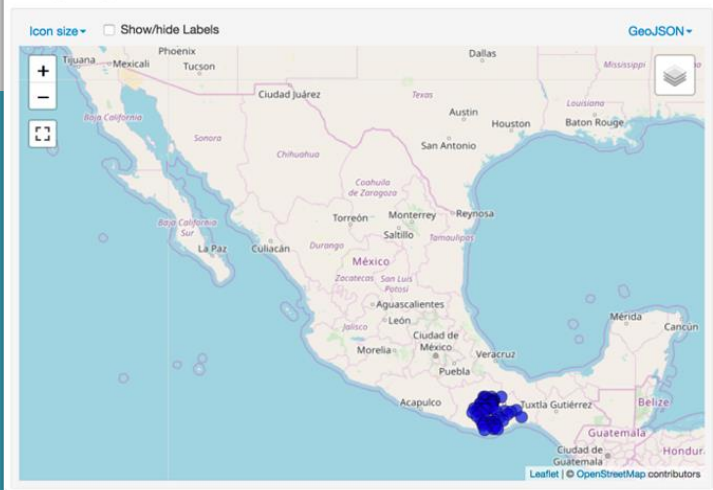 Icon size
Show/hide Labels
GeoJSON
+
−
Tijuana
Mexicali
Phoenix
Tucson
Dallas
Mississippi
Ciudad Juárez
Texas
Louisiana
Austin
Houston
Baton Rouge
Baja California
Sonora
San Antonio
Chihuahua
Coahuila
de Zaragoza
Torreón
Monterrey
Reynosa
Baja California
Sur
Saltillo
La Paz
Culiacán
Durango
Tamaulipas
México
Zacatecas
San Luis
Potosí
Aguascalientes
Jalisco
León
Mérida
Cancún
Ciudad de
México
Morelia
Veracruz
Puebla
Acapulco
Tuxtla Gutiérrez
Belize
Guatemala
Ciudad de
Guatemala
Leaflet | © OpenStreetMap contributors